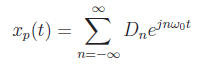 $x_p(t) = \sum_{n=-\infty}^{\infty} D_n e^{jn\omega_0 t}$